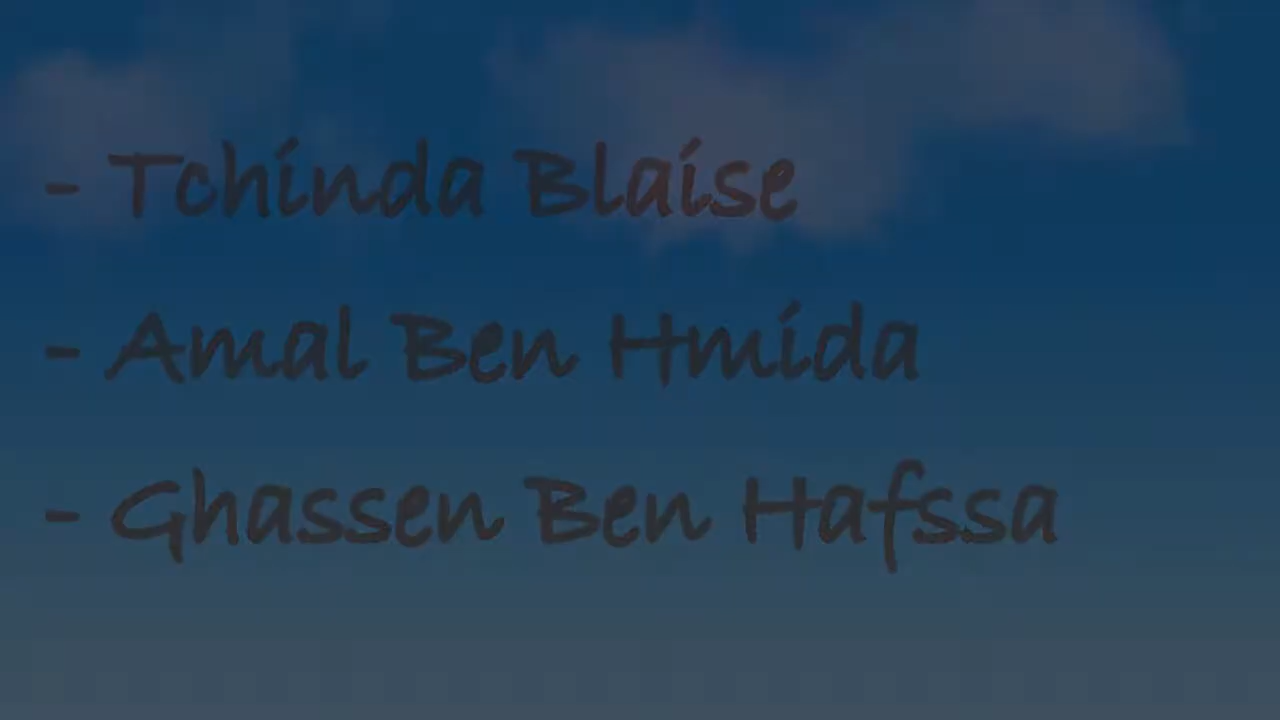 - Tchinda Blaise
- Amal Ben Hmida
- Ghassen Ben Hafssa